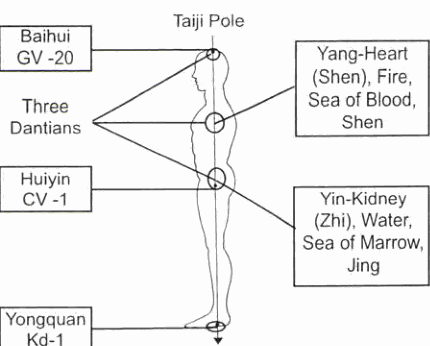 Taiji Pole
Baihui
GV -20
Three
Dantians
Huiyin
CV -1
Yongquan
Kd-1
Yang-Heart
(Shen), Fire,
Sea of Blood,
Shen
Yin-Kidney
(Zhi), Water,
Sea of Marrow,
Jing